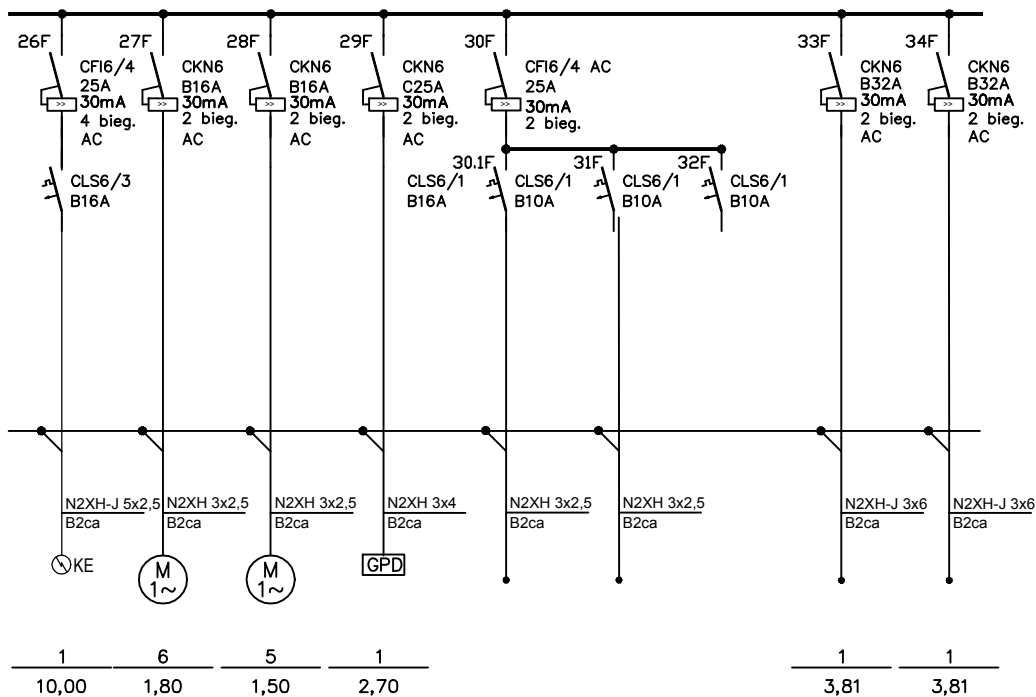 26F
CFI6/4
25A
>>
30mA
4 bieg.
AC
CLS6/3
B16A
27F
CKN6
B16A
>>
30mA
2 bieg.
AC
28F
CKN6
B16A
>>
30mA
2 bieg.
AC
29F
CKN6
C25A
>>
30mA
2 bieg.
AC
30F
CFI6/4 AC
25A
>>
30mA
2 bieg.
30.1F
CLS6/1
B16A
CLS6/1
B10A
31F
CLS6/1
B10A
32F
CLS6/1
B10A
33F
CKN6
B32A
>>
30mA
2 bieg.
AC
34F
CKN6
B32A
>>
30mA
2 bieg.
AC
N2XH-J 5x2,5
B2ca
N2XH 3x2,5
B2ca
N2XH 3x2,5
B2ca
N2XH 3x4
B2ca
N2XH 3x2,5
B2ca
N2XH 3x2,5
B2ca
N2XH-J 3x6
B2ca
N2XH-J 3x6
B2ca
KE
M
1~
M
1~
GPD
1
10,00
6
1,80
5
1,50
1
2,70
1
3,81
1
3,81